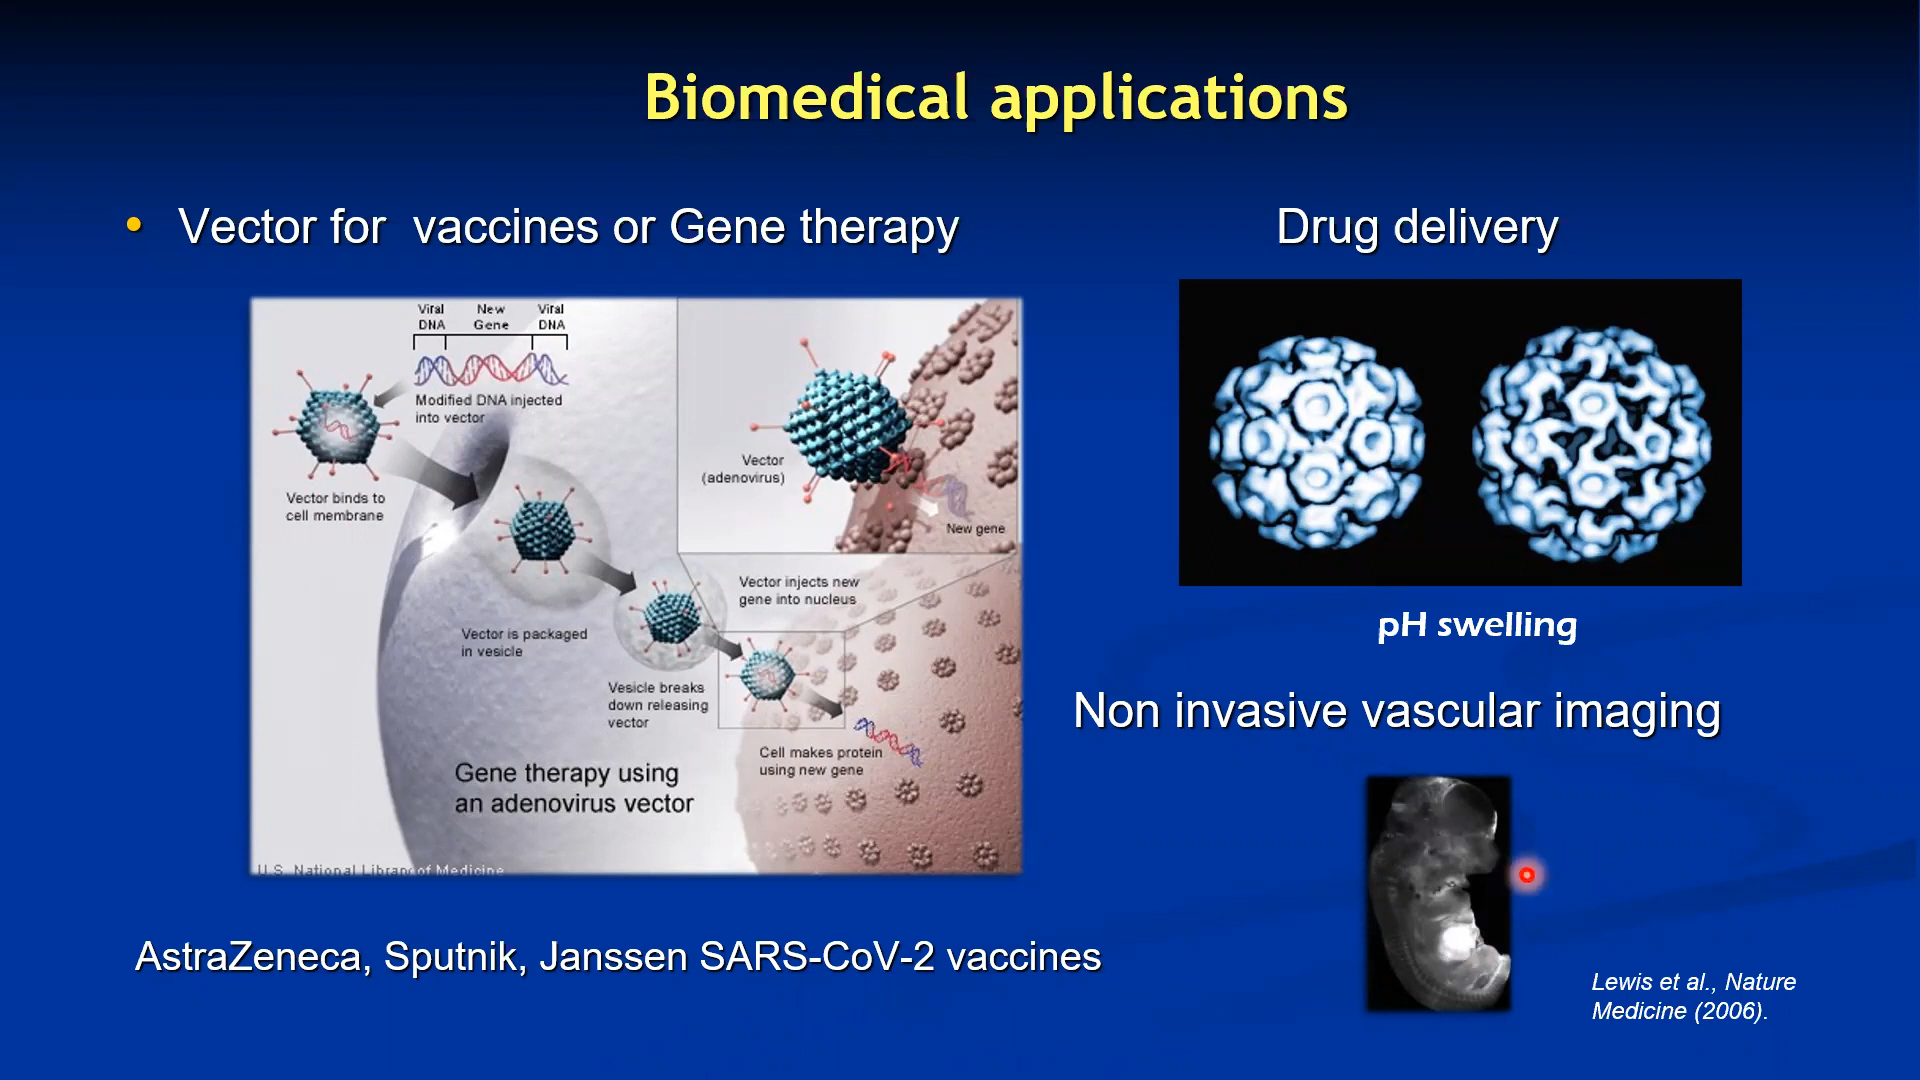 Biomedical applications
• Vector for vaccines or Gene therapy
Viral DNA
New Gene
Viral DNA
Modified DNA injected
into vector
Vector binds to
cell membrane
Vector
(adenovirus)
New gene
Vector injects new
gene into nucleus
Vector is packaged
in vesicle
Vesicle breaks
down releasing
vector
Cell makes protein
using new gene
Gene therapy using
an adenovirus vector
U.S. National Library of Medicine
AstraZeneca, Sputnik, Janssen SARS-CoV-2 vaccines
Drug delivery
pH swelling
Non invasive vascular imaging
Lewis et al., Nature
Medicine (2006).